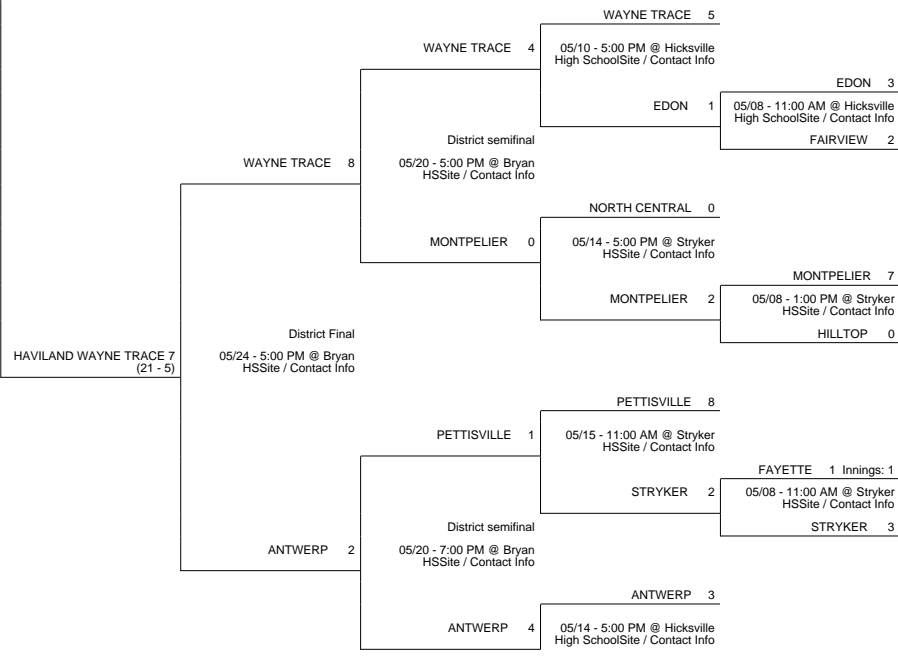 WAYNE TRACE 5
WAYNE TRACE 4
05/10 - 5:00 PM @ Hicksville
High SchoolSite / Contact Info
EDON 3
EDON 1
05/08 - 11:00 AM @ Hicksville
High SchoolSite / Contact Info
District semifinal
FAIRVIEW 2
WAYNE TRACE 8
05/20 - 5:00 PM @ Bryan
HSSite / Contact Info
NORTH CENTRAL 0
MONTPELIER 0
05/14 - 5:00 PM @ Stryker
HSSite / Contact Info
MONTPELIER 7
MONTPELIER 2
05/08 - 1:00 PM @ Stryker
HSSite / Contact Info
District Final
HILLTOP 0
HAVILAND WAYNE TRACE 7
(21 - 5)
05/24 - 5:00 PM @ Bryan
HSSite / Contact Info
PETTISVILLE 8
PETTISVILLE 1
05/15 - 11:00 AM @ Stryker
HSSite / Contact Info
FAYETTE 1 Innings: 1
STRYKER 2
05/08 - 11:00 AM @ Stryker
HSSite / Contact Info
District semifinal
STRYKER 3
ANTWERP 2
05/20 - 7:00 PM @ Bryan
HSSite / Contact Info
ANTWERP 3
ANTWERP 4
05/14 - 5:00 PM @ Hicksville
High SchoolSite / Contact Info